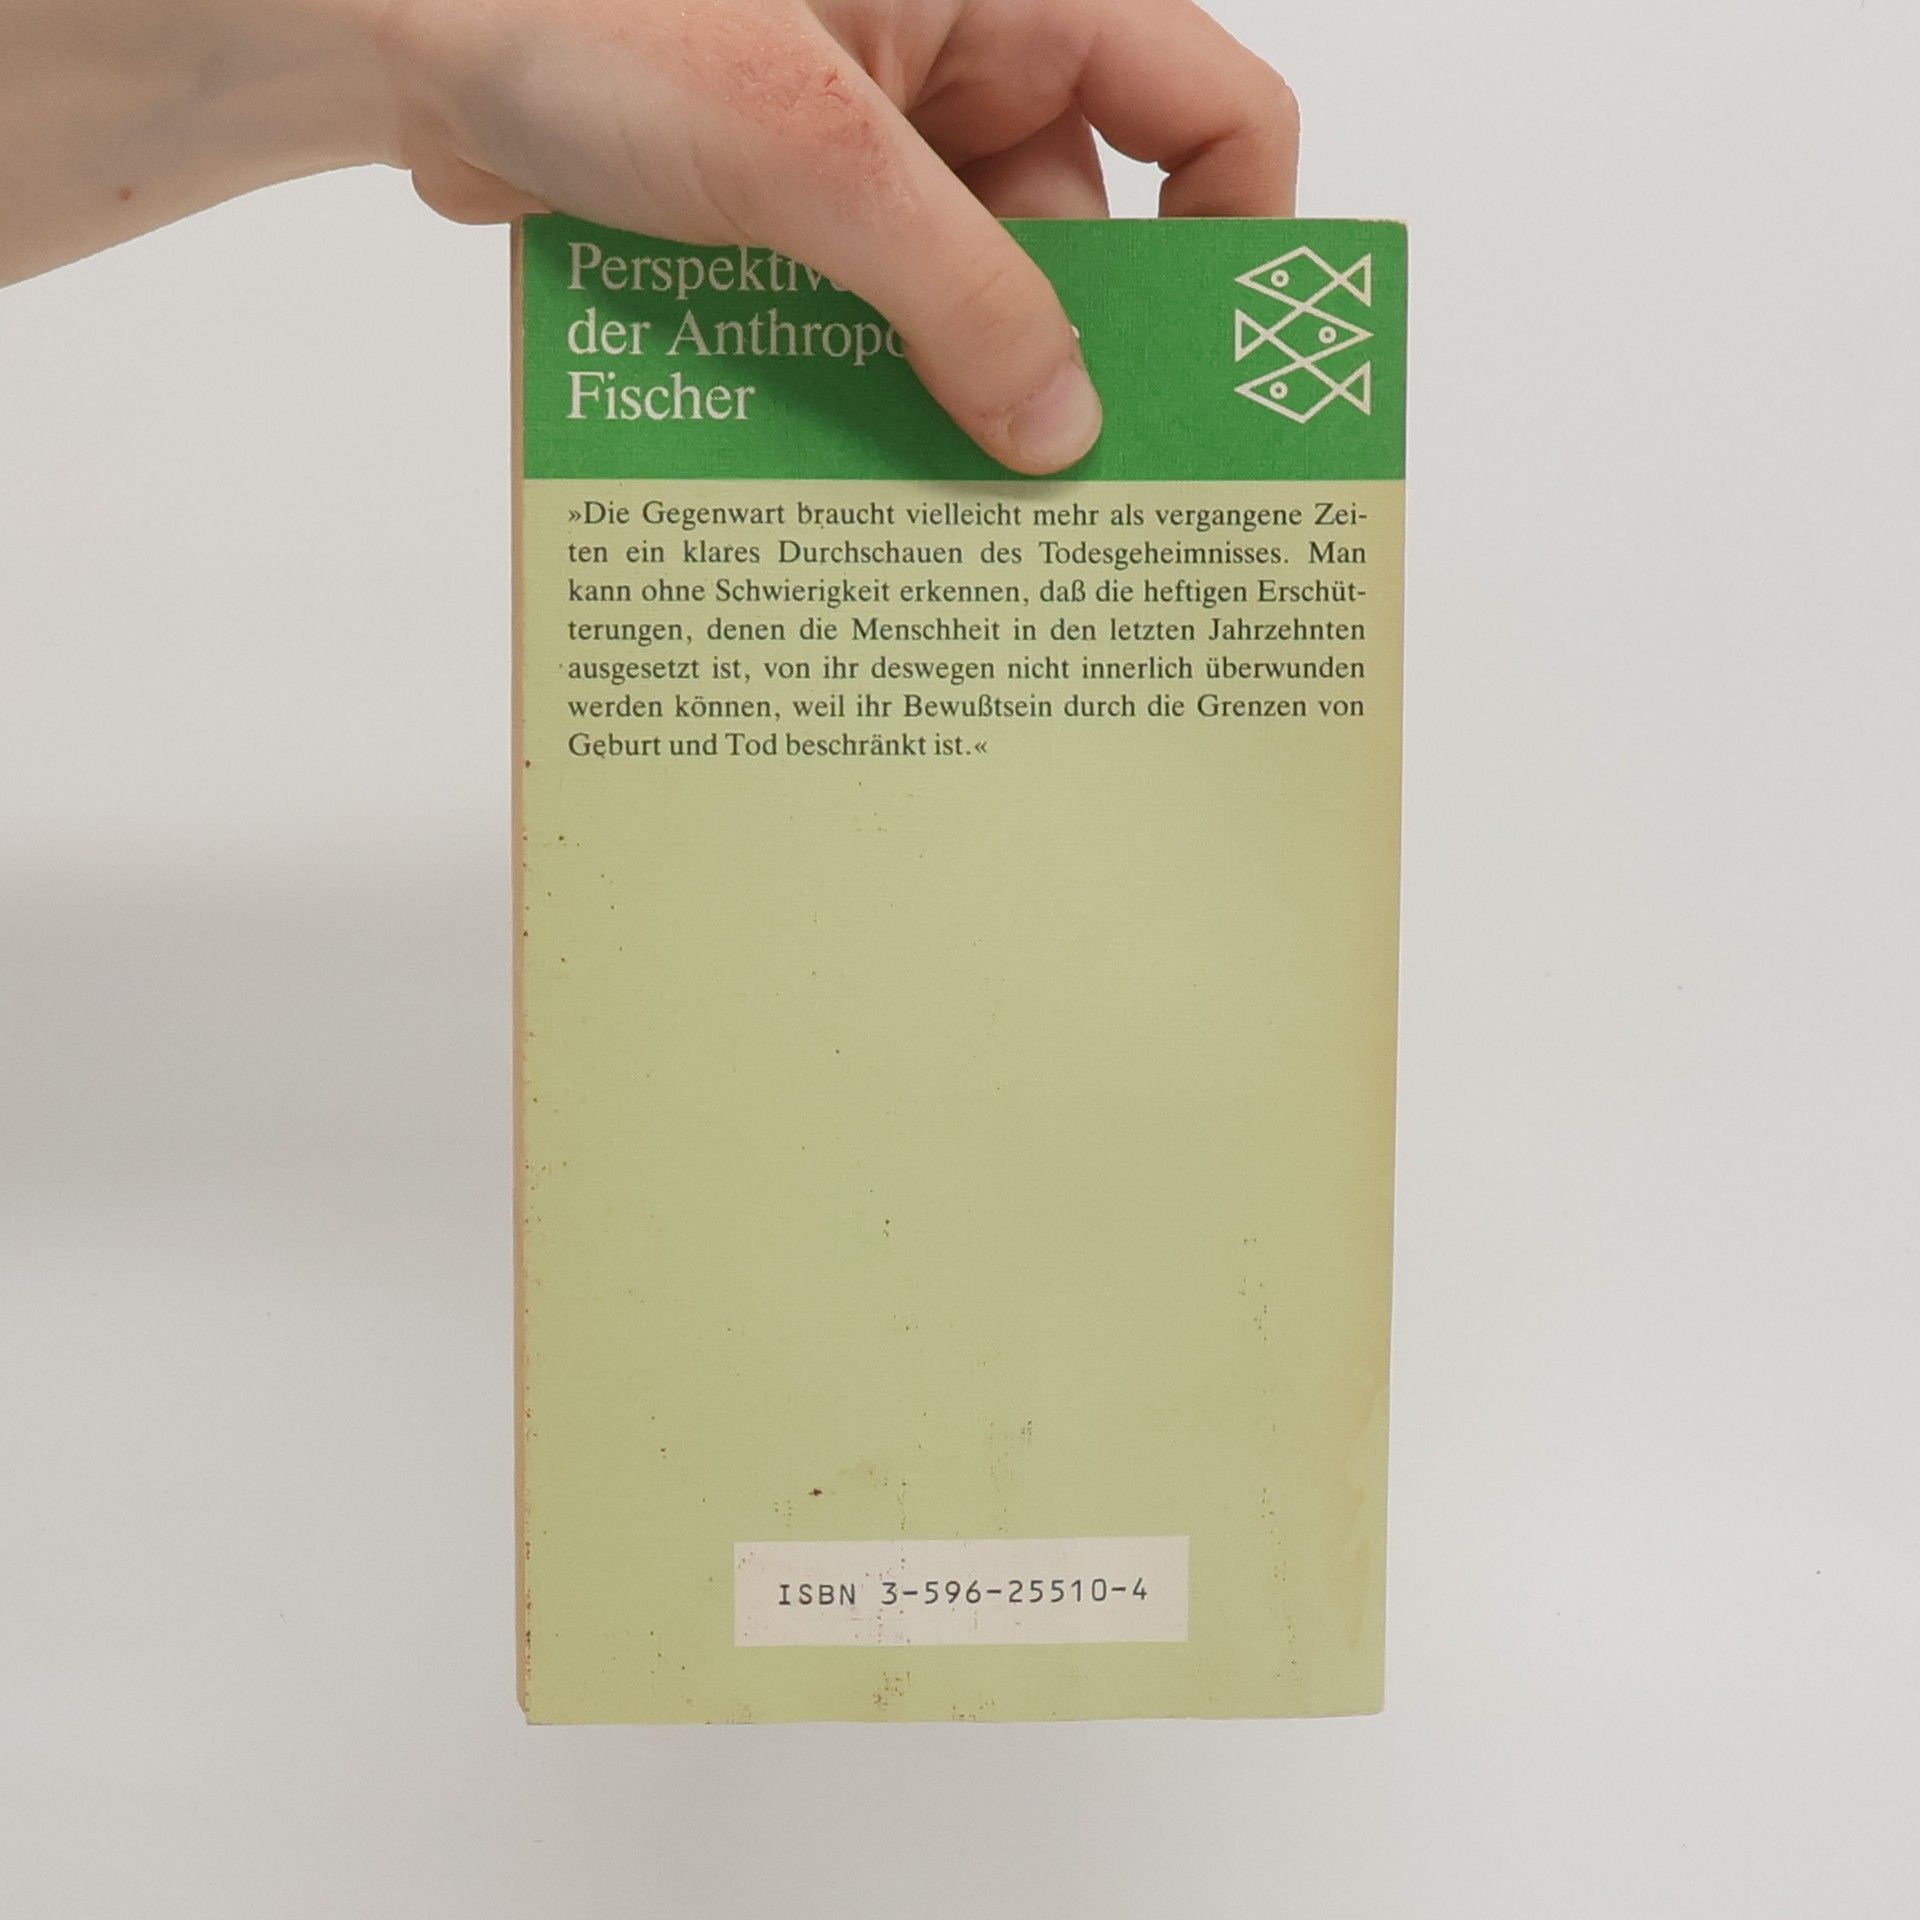 Perspektive
der Anthropo
Fischer
»Die Gegenwart braucht vielleicht mehr als vergangene Zei-
ten ein klares Durchschauen des Todesgeheimnisses. Man
kann ohne Schwierigkeit erkennen, daß die heftigen Erschüt-
terungen, denen die Menschheit in den letzten Jahrzehnten
ausgesetzt ist, von ihr deswegen nicht innerlich überwunden
werden können, weil ihr Bewußtsein durch die Grenzen von
Geburt und Tod beschränkt ist.«
ISBN 3-596-25510-4